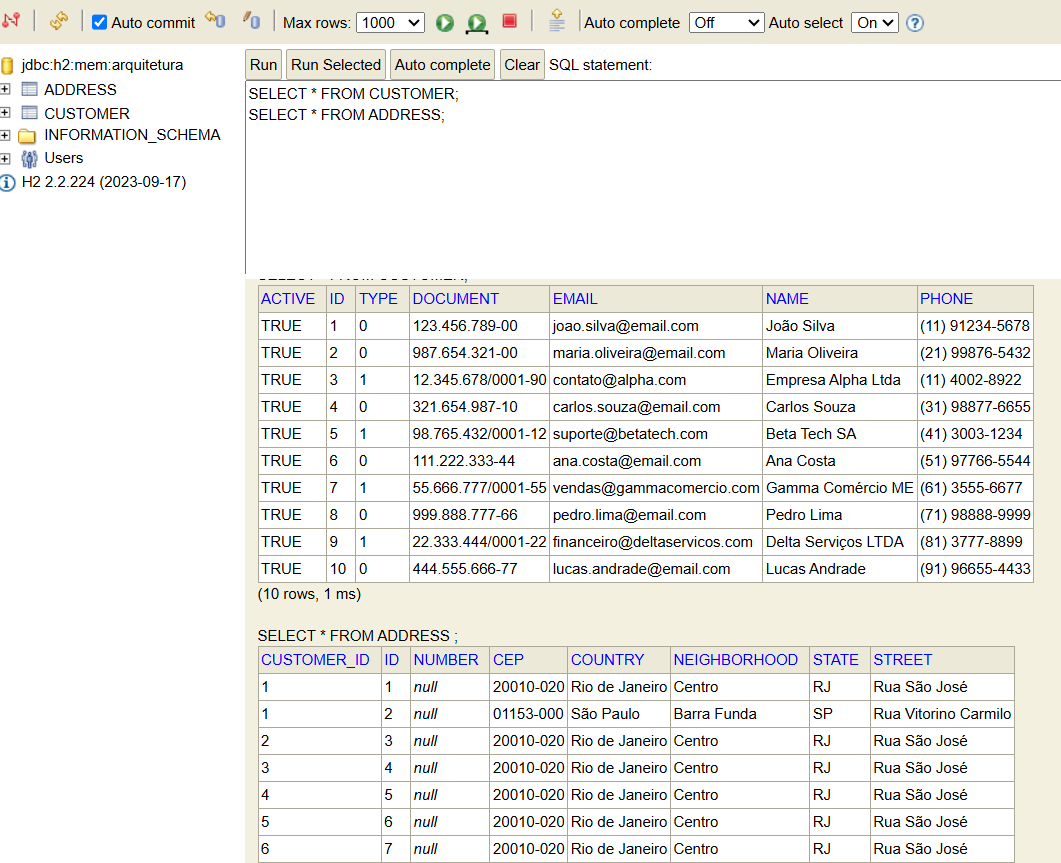 Auto commit Max rows: 1000 Auto complete Off Auto select On ?
jdbc:h2:mem:arquitetura
ADDRESS
CUSTOMER
INFORMATION_SCHEMA
Users
H2 2.2.224 (2023-09-17)
Run Run Selected Auto complete Clear SQL statement:
SELECT * FROM CUSTOMER;
SELECT * FROM ADDRESS;
SELECT * FROM CUSTOMER;
ACTIVE ID TYPE DOCUMENT EMAIL NAME PHONE
TRUE 1 0 123.456.789-00 joao.silva@email.com João Silva (11) 91234-5678
TRUE 2 0 987.654.321-00 maria.oliveira@email.com Maria Oliveira (21) 99876-5432
TRUE 3 1 12.345.678/0001-90 contato@alpha.com Empresa Alpha Ltda (11) 4002-8922
TRUE 4 0 321.654.987-10 carlos.souza@email.com Carlos Souza (31) 98877-6655
TRUE 5 1 98.765.432/0001-12 suporte@betatech.com Beta Tech SA (41) 3003-1234
TRUE 6 0 111.222.333-44 ana.costa@email.com Ana Costa (51) 97766-5544
TRUE 7 1 55.666.777/0001-55 vendas@gammacomercio.com Gamma Comércio ME (61) 3555-6677
TRUE 8 0 999.888.777-66 pedro.lima@email.com Pedro Lima (71) 98888-9999
TRUE 9 1 22.333.444/0001-22 financeiro@deltaservicos.com Delta Serviços LTDA (81) 3777-8899
TRUE 10 0 444.555.666-77 lucas.andrade@email.com Lucas Andrade (91) 96655-4433
(10 rows, 1 ms)
SELECT * FROM ADDRESS ;
CUSTOMER_ID ID NUMBER CEP COUNTRY NEIGHBORHOOD STATE STREET
1 1 null 20010-020 Rio de Janeiro Centro RJ Rua São José
1 2 null 01153-000 São Paulo Barra Funda SP Rua Vitorino Carmilo
2 3 null 20010-020 Rio de Janeiro Centro RJ Rua São José
3 4 null 20010-020 Rio de Janeiro Centro RJ Rua São José
4 5 null 20010-020 Rio de Janeiro Centro RJ Rua São José
5 6 null 20010-020 Rio de Janeiro Centro RJ Rua São José
6 7 null 20010-020 Rio de Janeiro Centro RJ Rua São José